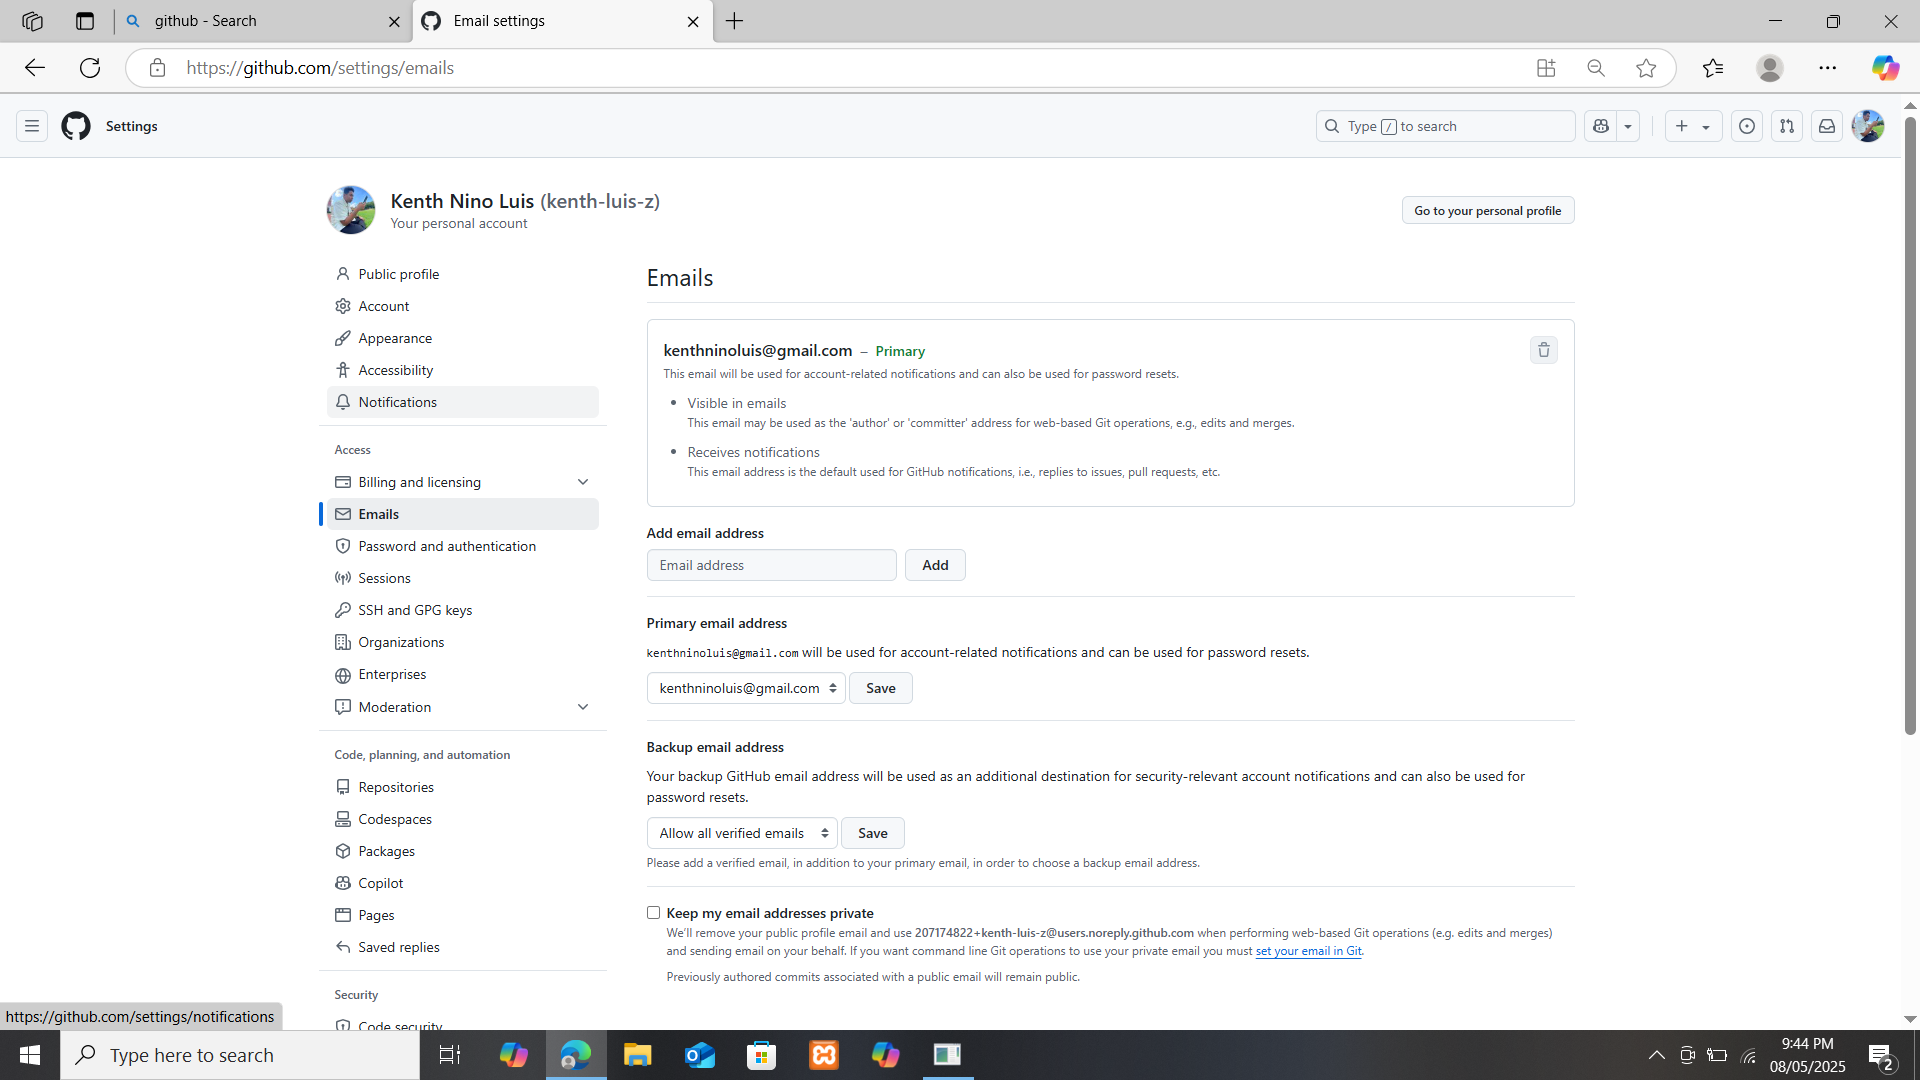 github - Search
Email settings
https://github.com/settings/emails
Settings
Type / to search
Kenth Nino Luis (kenth-luis-z)
Your personal account
Go to your personal profile
Public profile
Account
Appearance
Accessibility
Notifications
Access
Billing and licensing
Emails
Password and authentication
Sessions
SSH and GPG keys
Organizations
Enterprises
Moderation
Code, planning, and automation
Repositories
Codespaces
Packages
Copilot
Pages
Saved replies
Security
Code security
Emails
kenthninoluis@gmail.com – Primary
This email will be used for account-related notifications and can also be used for password resets.
• Visible in emails
This email may be used as the 'author' or 'committer' address for web-based Git operations, e.g., edits and merges.
• Receives notifications
This email address is the default used for GitHub notifications, i.e., replies to issues, pull requests, etc.
Add email address
Email address
Add
Primary email address
kenthninoluis@gmail.com will be used for account-related notifications and can be used for password resets.
kenthninoluis@gmail.com
Save
Backup email address
Your backup GitHub email address will be used as an additional destination for security-relevant account notifications and can also be used for
password resets.
Allow all verified emails
Save
Please add a verified email, in addition to your primary email, in order to choose a backup email address.
Keep my email addresses private
We'll remove your public profile email and use 207174822+kenth-luis-z@users.noreply.github.com when performing web-based Git operations (e.g. edits and merges)
and sending email on your behalf. If you want command line Git operations to use your private email you must set your email in Git.
Previously authored commits associated with a public email will remain public.
https://github.com/settings/notifications
Type here to search
9:44 PM
08/05/2025
2